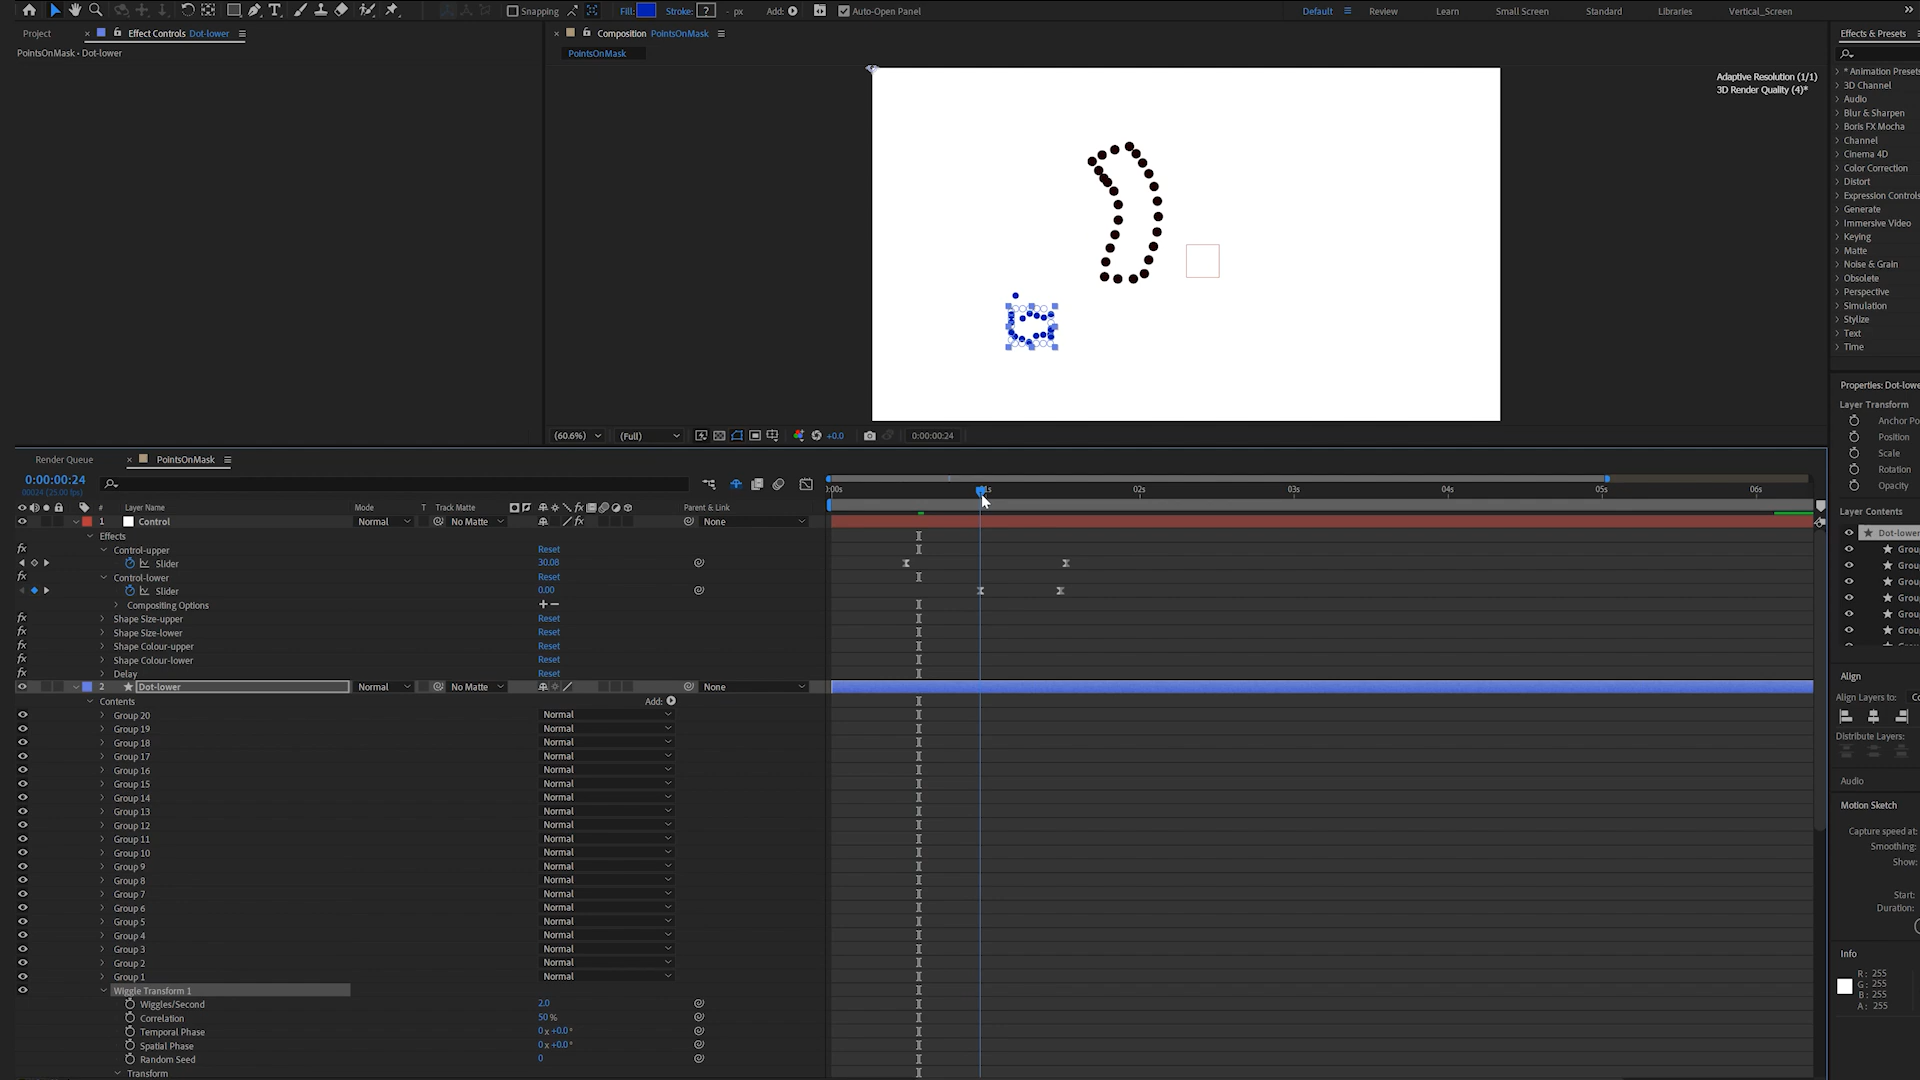 Snapping
Fill:
Stroke:
?
- px
Add:
Auto-Open Panel
Default
Review
Learn
Small Screen
Standard
Libraries
Vertical_Screen
Project
Effect Controls Dot-lower
Composition PointsOnMask
Effects & Presets
PointsOnMask • Dot-lower
PointsOnMask
Adaptive Resolution (1/1)
3D Render Quality (4)*
* Animation Presets
3D Channel
Audio
Blur & Sharpen
Boris FX Mocha
Channel
Cinema 4D
Color Correction
Distort
Expression Controls
Generate
Immersive Video
Keying
Matte
Noise & Grain
Obsolete
Perspective
Simulation
Stylize
Text
Time
Properties: Dot-lowe
Layer Transform
Anchor Po
Position
Scale
Rotation
Opacity
Layer Contents
Dot-lower
Grou
Grou
Grou
Grou
Grou
Grou
Align
Align Layers to:
Distribute Layers:
Audio
Motion Sketch
Capture speed at:
Smoothing:
Show:
Start:
Duration:
Info
R: 255
G: 255
B: 255
A: 255
(60.6%)
(Full)
+0.0
0:00:00:24
Render Queue
PointsOnMask
0:00:00:24
00024 (25.00 fps)
:00s
02s
03s
04s
05s
06s
#
Layer Name
Mode
T
Track Matte
Parent & Link
1 Control Normal No Matte None
Effects
Control-upper Reset
Slider 30.08
Control-lower Reset
Slider 0.00
Compositing Options
Shape Size-upper Reset
Shape Size-lower Reset
Shape Colour-upper Reset
Shape Colour-lower Reset
Delay Reset
2 Dot-lower Normal No Matte None
Contents Add:
Group 20 Normal
Group 19 Normal
Group 18 Normal
Group 17 Normal
Group 16 Normal
Group 15 Normal
Group 14 Normal
Group 13 Normal
Group 12 Normal
Group 11 Normal
Group 10 Normal
Group 9 Normal
Group 8 Normal
Group 7 Normal
Group 6 Normal
Group 5 Normal
Group 4 Normal
Group 3 Normal
Group 2 Normal
Group 1 Normal
Wiggle Transform 1
Wiggles/Second 2.0
Correlation 50 %
Temporal Phase 0 x +0.0°
Spatial Phase 0 x +0.0°
Random Seed 0
Transform